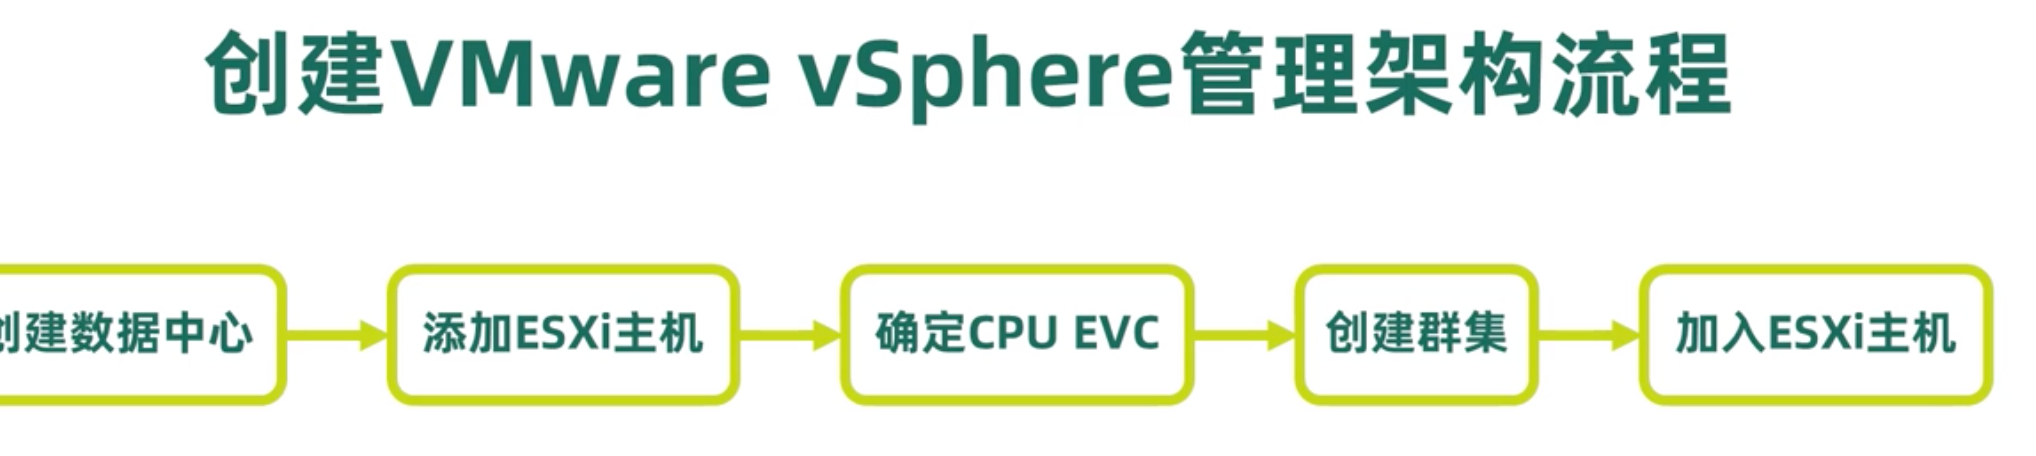 创建VMware vSphere管理架构流程
创建数据中心
添加ESXi主机
确定CPU EVC
创建群集
加入ESXi主机